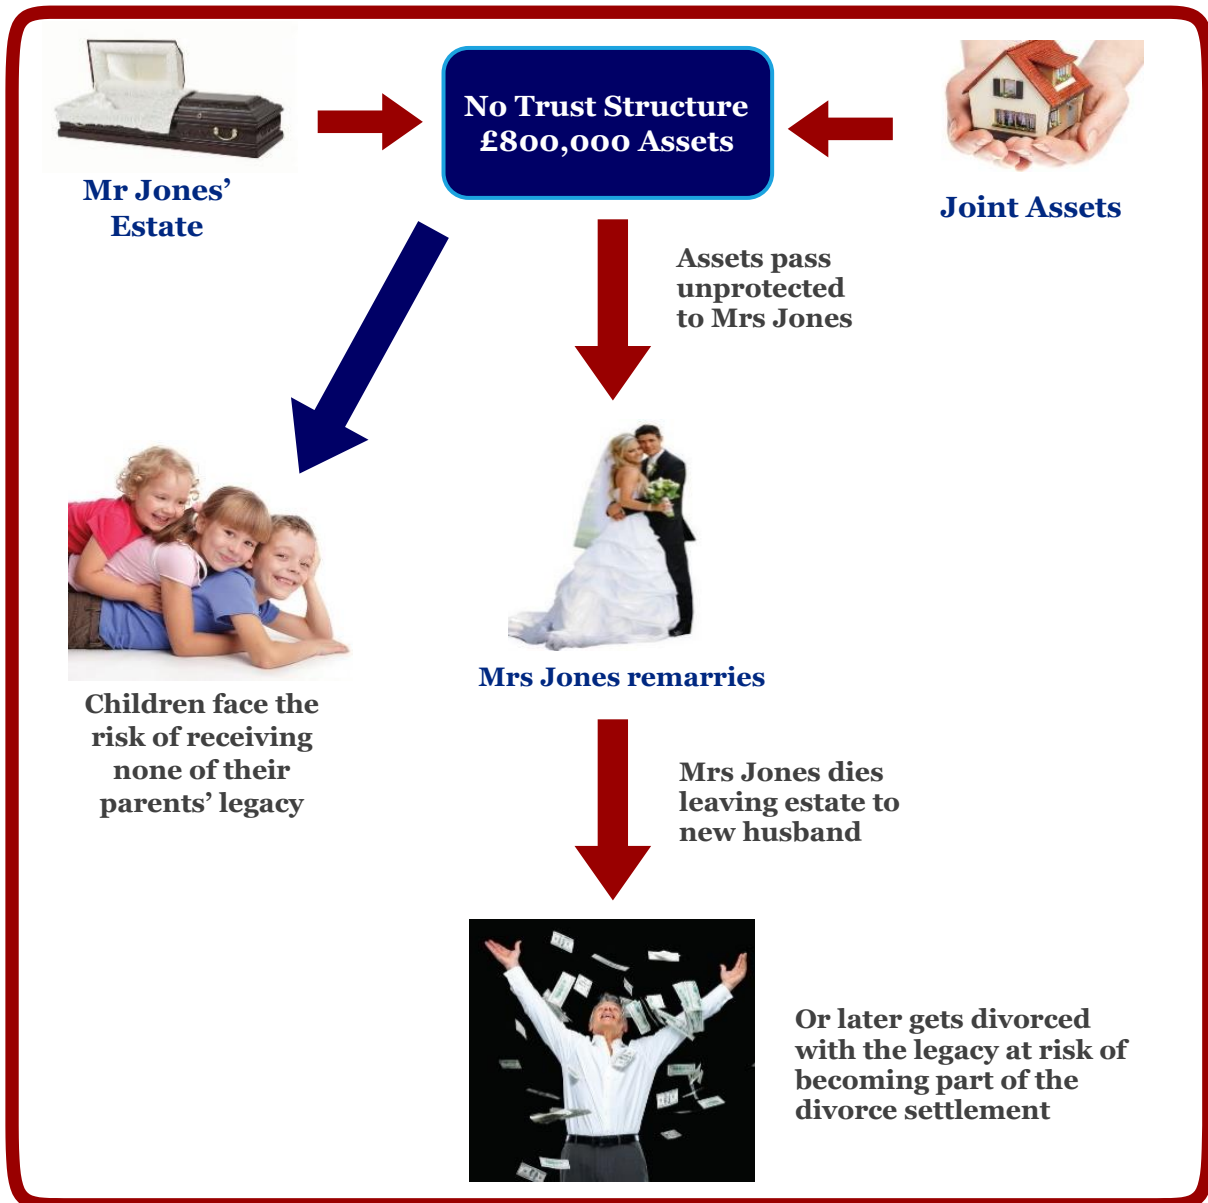 No Trust Structure
£800,000 Assets
Mr Jones’
Estate
Joint Assets
Assets pass
unprotected
to Mrs Jones
Mrs Jones remarries
Children face the
risk of receiving
none of their
parents’ legacy
Mrs Jones dies
leaving estate to
new husband
Or later gets divorced
with the legacy at risk of
becoming part of the
divorce settlement